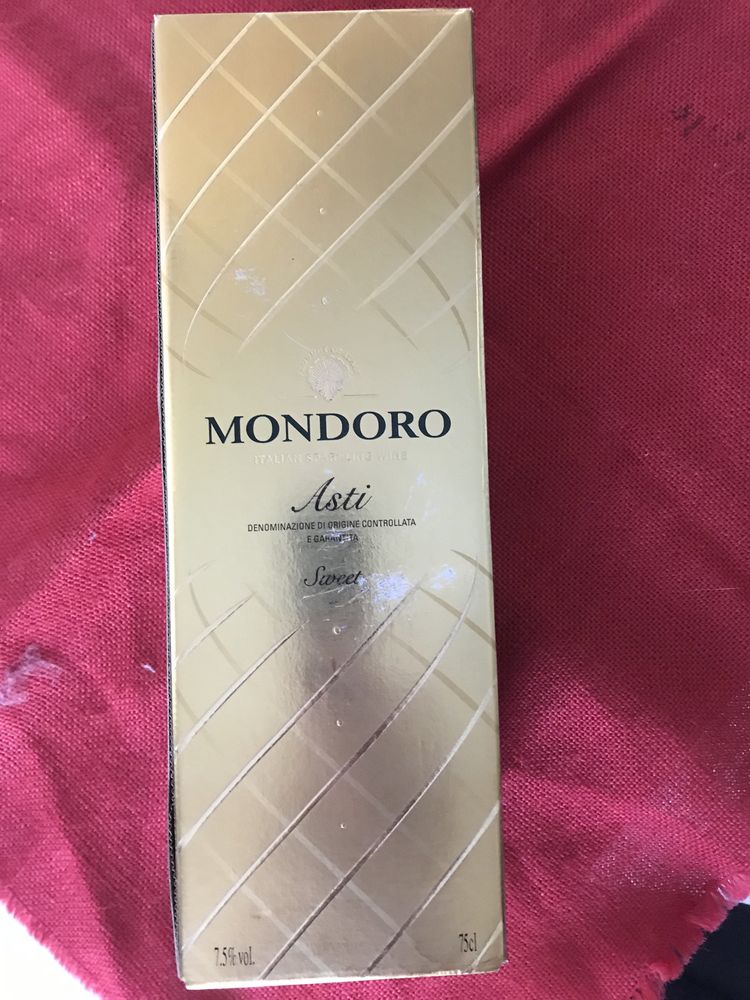 MONDORO
ITALIAN SPARKLING WINE
Asti
DENOMINAZIONE DI ORIGINE CONTROLLATA
E GARANTITA
Sweet
7.5% vol.
75cl